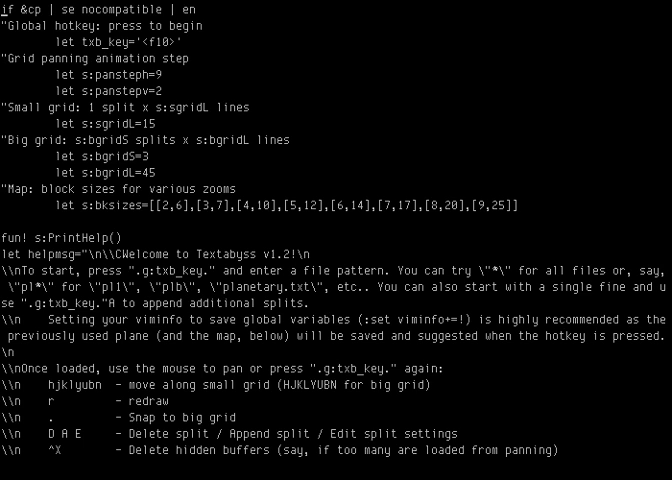 if &cp | se nocompatible | en
"Global hotkey: press to begin
let txb_key='<f10>'
"Grid panning animation step
let s:pansteph=9
let s:panstepv=2
"Small grid: 1 split x s:sgridL lines
let s:sgridL=15
"Big grid: s:bgridS splits x s:bgridL lines
let s:bgridS=3
let s:bgridL=45
"Map: block sizes for various zooms
let s:bksizes=[[2,6],[3,7],[4,10],[5,12],[6,14],[7,17],[8,20],[9,25]]
fun! s:PrintHelp()
let helpmsg="\n\\CWelcome to Textabyss v1.2!\n
\\nTo start, press ".g:txb_key." and enter a file pattern. You can try \"*\" for all files or, say,
\"pl*\" for \"pl1\", \"plb\", \"planetary.txt\", etc.. You can also start with a single fine and u
se ".g:txb_key."A to append additional splits.
\\n Setting your viminfo to save global variables (:set viminfo+=!) is highly recommended as the
previously used plane (and the map, below) will be saved and suggested when the hotkey is pressed.
\n
\\nOnce loaded, use the mouse to pan or press ".g:txb_key." again:
\\n hjklyubn - move along small grid (HJKLYUBN for big grid)
\\n r - redraw
\\n . - Snap to big grid
\\n D A E - Delete split / Append split / Edit split settings
\\n ^X - Delete hidden buffers (say, if too many are loaded from panning)